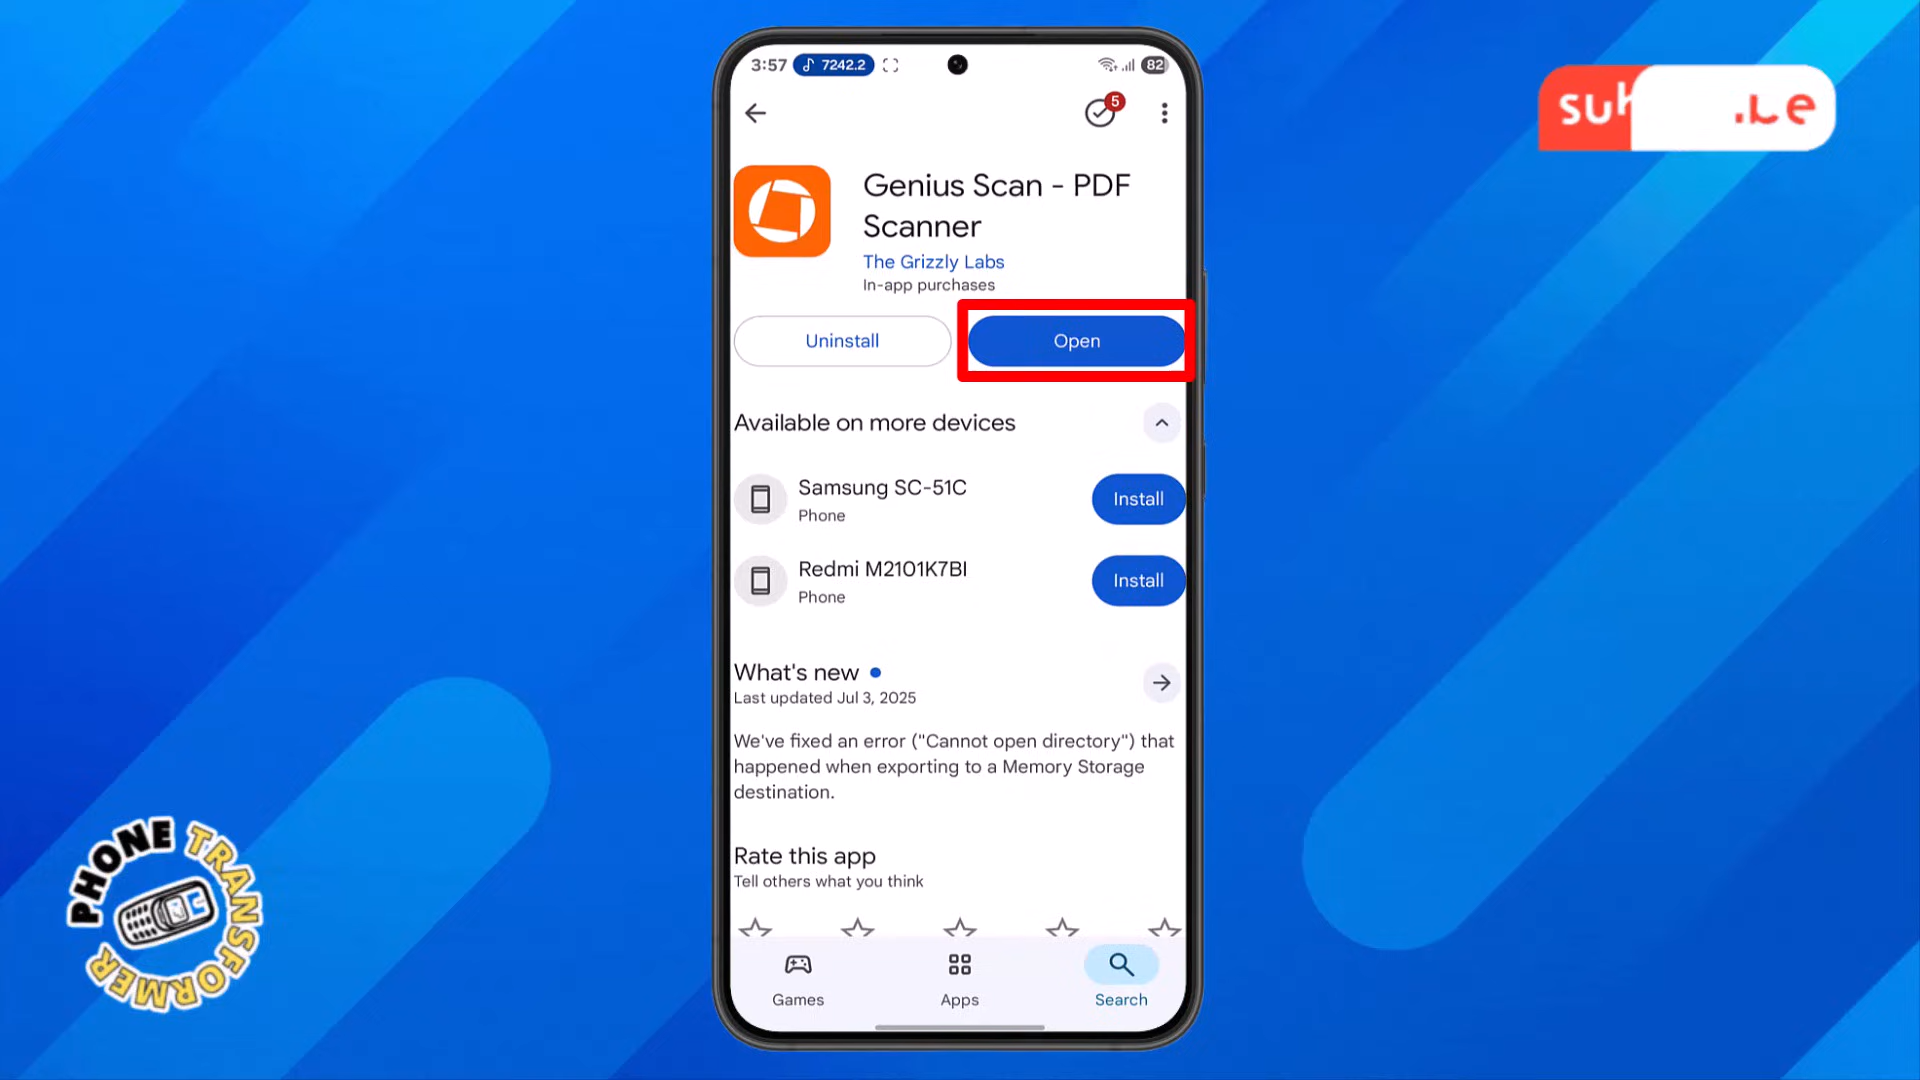 3:57 7242.2 82
5
Genius Scan - PDF
Scanner
The Grizzly Labs
In-app purchases
Uninstall
Open
Available on more devices
Samsung SC-51C
Phone
Install
Redmi M2101K7BI
Phone
Install
What's new
Last updated Jul 3, 2025
We've fixed an error ("Cannot open directory") that
happened when exporting to a Memory Storage
destination.
Rate this app
Tell others what you think
Games
Apps
Search
PHONE TRANSFORMER